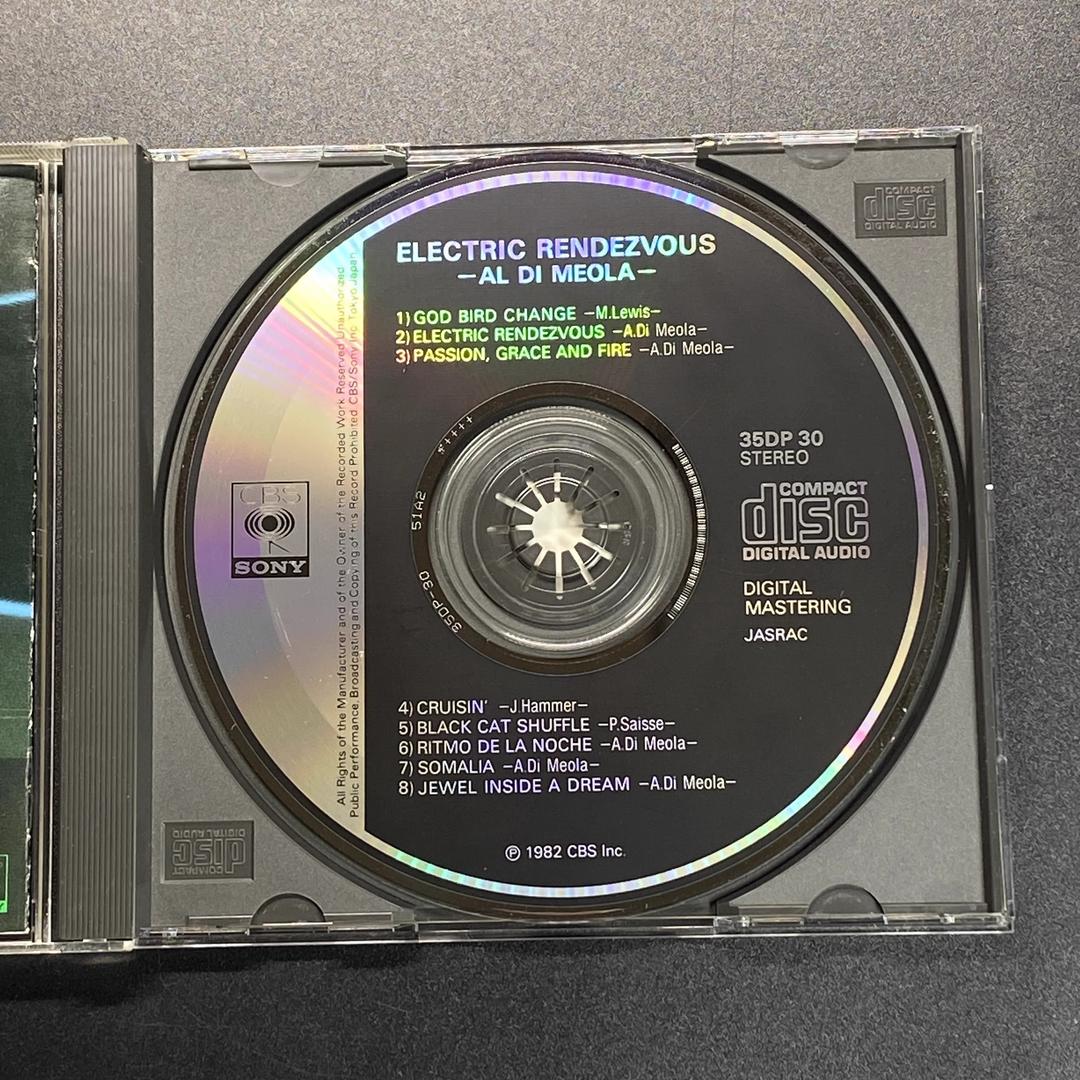 ELECTRIC RENDEZVOUS
—AL DI MEOLA—
1) GOD BIRD CHANGE —M.Lewis—
2) ELECTRIC RENDEZVOUS —A.Di Meola—
3) PASSION, GRACE AND FIRE —A.Di Meola—
35DP 30
STEREO
COMPACT
disc
DIGITAL AUDIO
DIGITAL
MASTERING
JASRAC
4) CRUISIN' —J.Hammer—
5) BLACK CAT SHUFFLE —P.Saisse—
6) RITMO DE LA NOCHE —A.Di Meola—
7) SOMALIA —A.Di Meola—
8) JEWEL INSIDE A DREAM —A.Di Meola—
℗ 1982 CBS Inc.
CBS
SONY
All Rights of the Manufacturer and of the Owner of the Recorded Work Reserved Unauthorized
Public Performance, Broadcasting and Copying of this Record Prohibited CBS/Sony Inc. Tokyo Japan
35DP-30
51A2
+++++
COMPACT
disc
DIGITAL AUDIO
COMPACT
disc
DIGITAL AUDIO